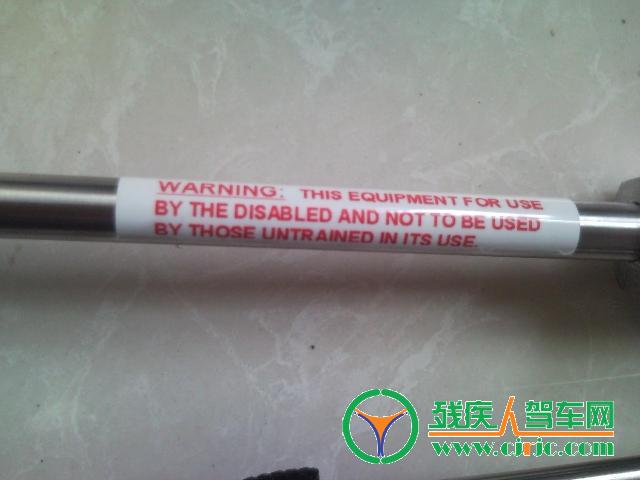 WARNING: THIS EQUIPMENT FOR USE
BY THE DISABLED AND NOT TO BE USED
BY THOSE UNTRAINED IN ITS USE.
残疾人驾车网
www.cjrjc.com